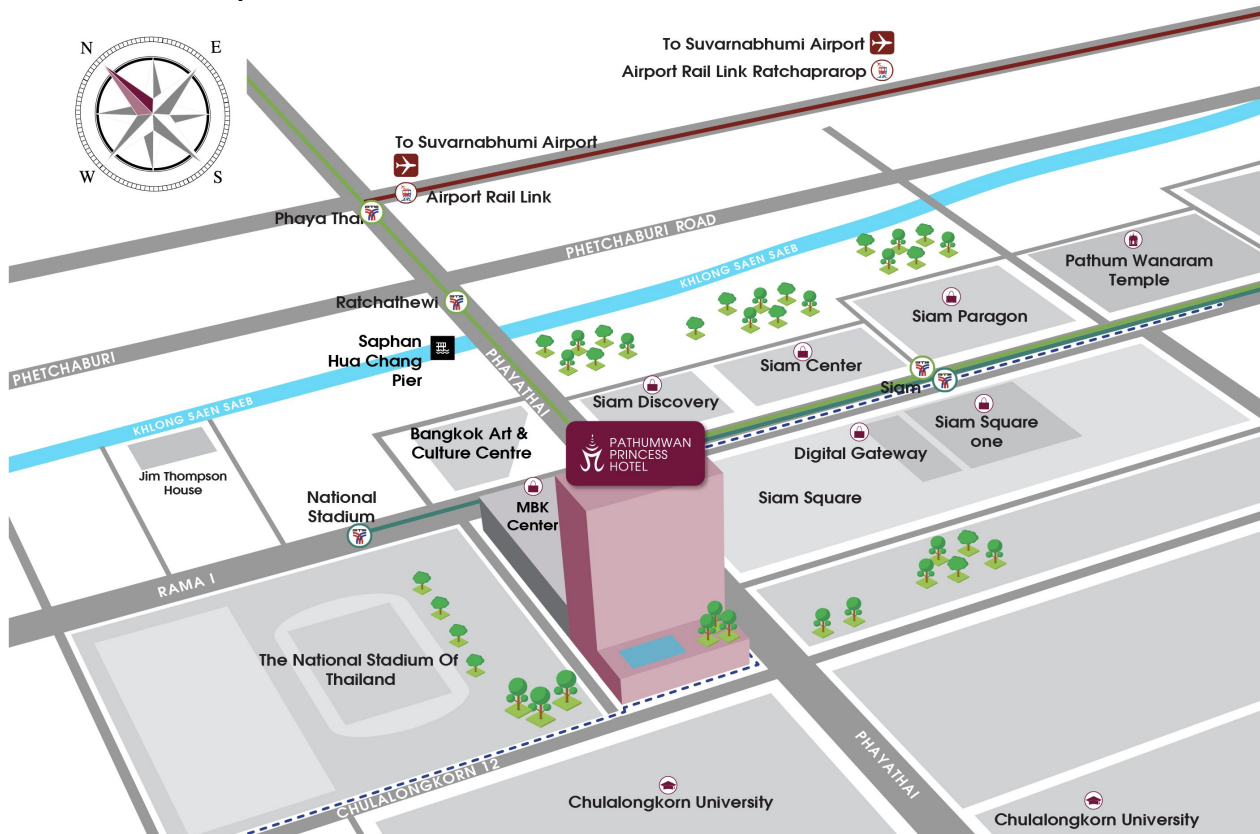 N
E
W
S
To Suvarnabhumi Airport
Airport Rail Link Ratchaprarop
To Suvarnabhumi Airport
Airport Rail Link
Phaya Thai
PHETCHABURI ROAD
KHLONG SAEN SAEB
Pathum Wanaram
Temple
Ratchathewi
Siam Paragon
Saphan
Hua Chang
Pier
PHETCHABURI
PHAYATHAI
Siam Center
Siam
Siam Discovery
KHLONG SAEN SAEB
Bangkok Art &
Culture Centre
PATHUMWAN
PRINCESS
HOTEL
Siam Square
one
Digital Gateway
Jim Thompson
House
National
Stadium
MBK
Center
Siam Square
RAMA I
The National Stadium Of
Thailand
CHULALONGKORN 12
PHAYATHAI
Chulalongkorn University
Chulalongkorn University